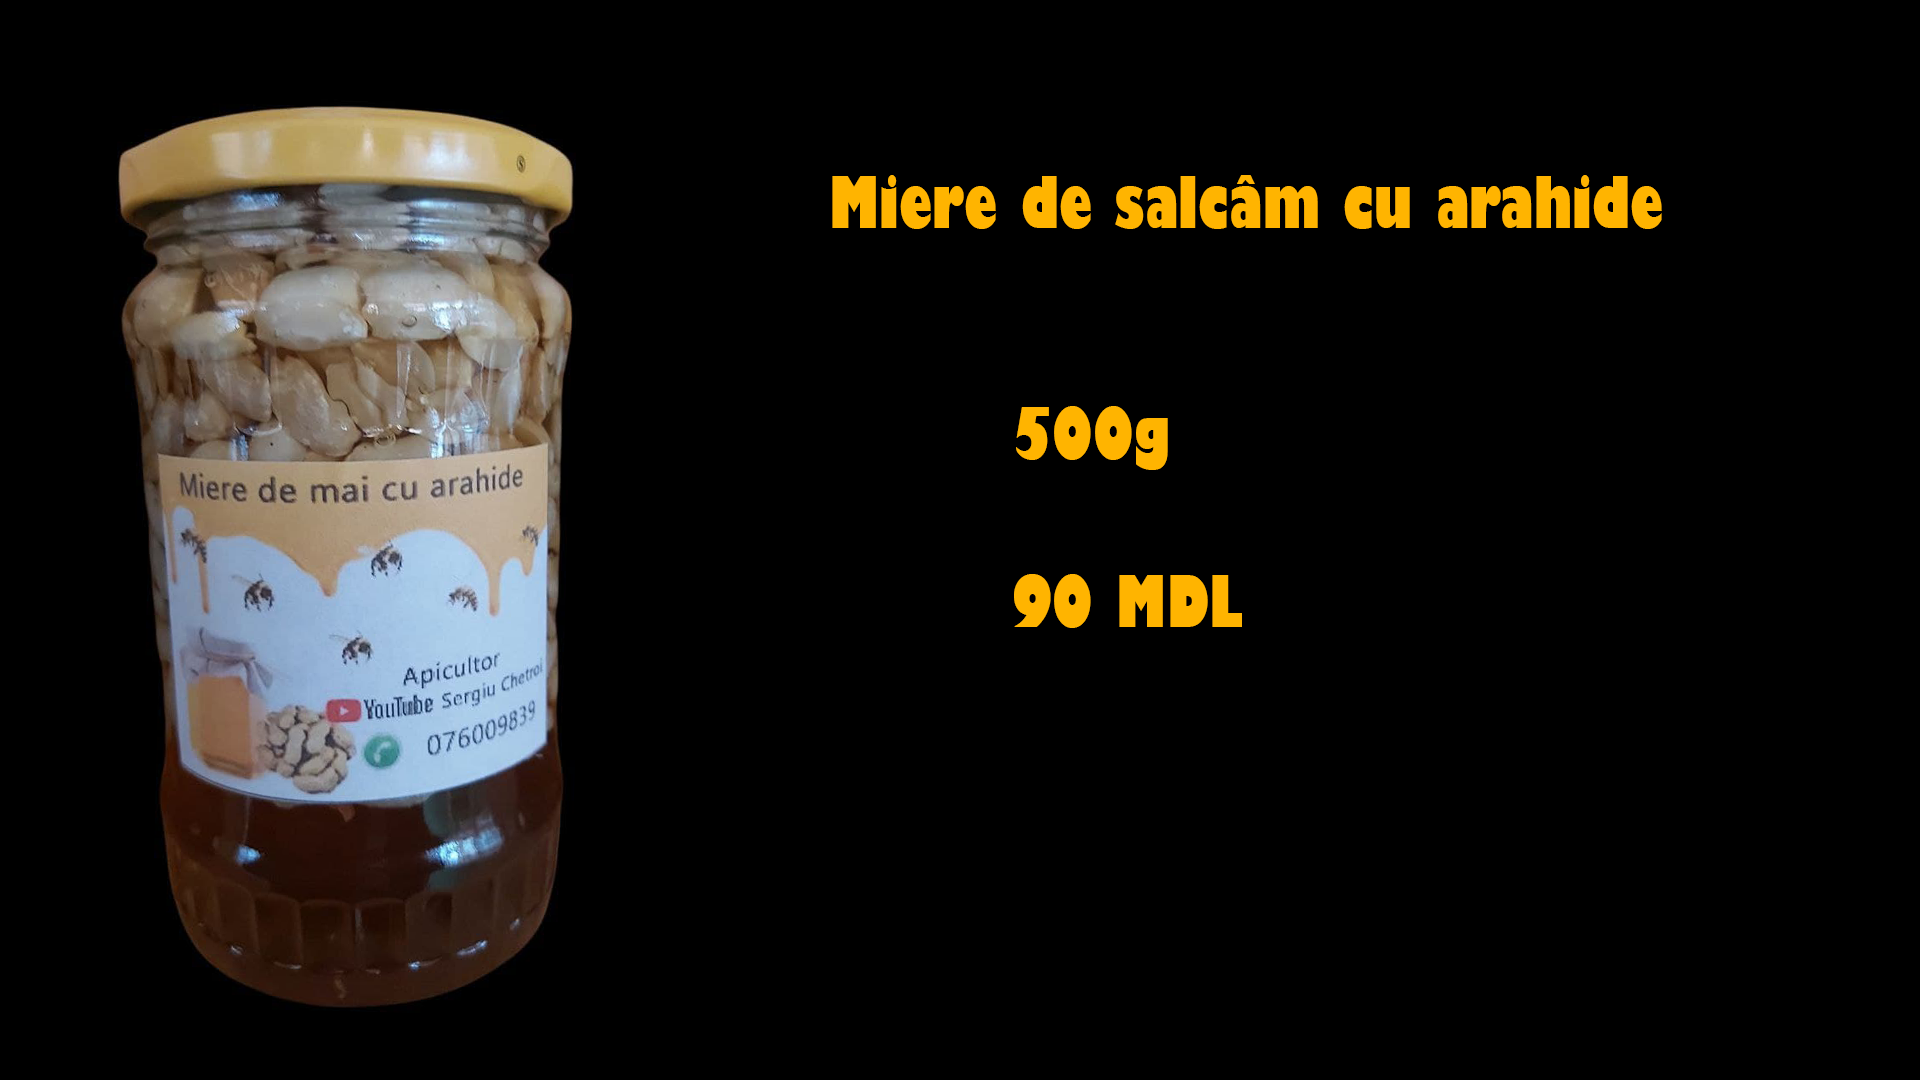 Miere de salcâm cu arahide
500g
90 MDL
Miere de mai cu arahide
Apicultor
YouTube Sergiu Chetroi
076009839